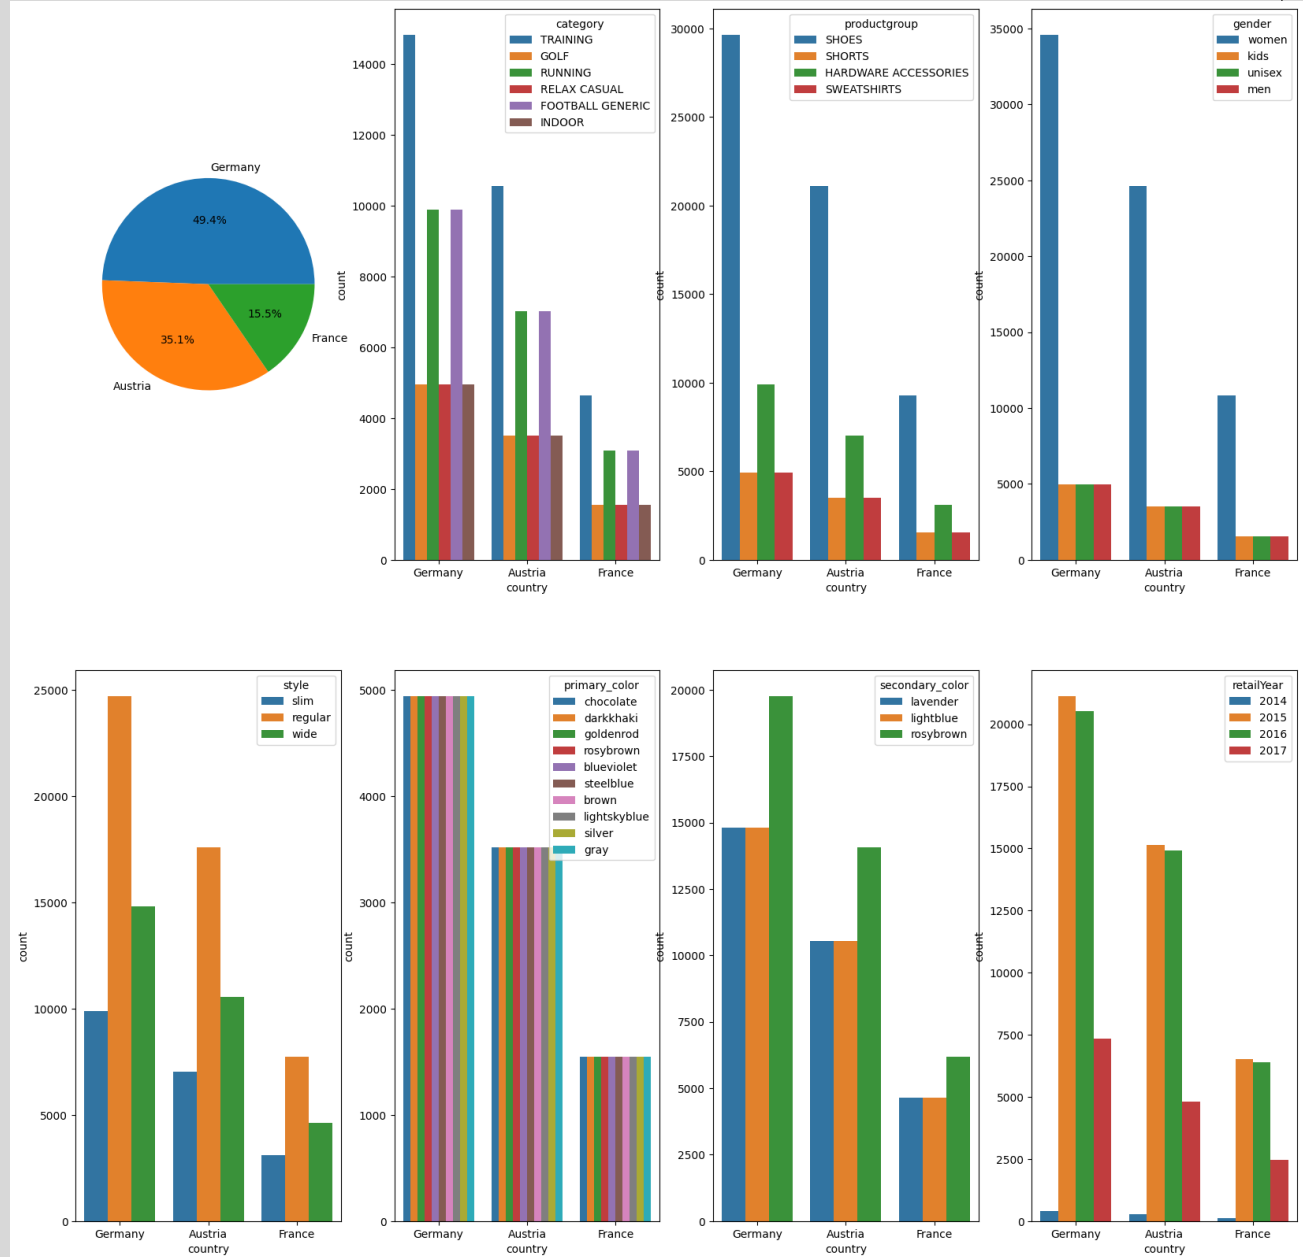 Germany
49.4%
35.1%
15.5%
France
Austria
category
TRAINING
GOLF
RUNNING
RELAX CASUAL
FOOTBALL GENERIC
INDOOR
14000
12000
10000
8000
6000
4000
2000
0
count
Germany Austria France
country
productgroup
SHOES
SHORTS
HARDWARE ACCESSORIES
SWEATSHIRTS
30000
25000
20000
15000
10000
5000
0
count
Germany Austria France
country
gender
women
kids
unisex
men
35000
30000
25000
20000
15000
10000
5000
0
count
Germany Austria France
country
style
slim
regular
wide
25000
20000
15000
10000
5000
0
count
Germany Austria France
country
primary_color
chocolate
darkkhaki
goldenrod
rosybrown
blueviolet
steelblue
brown
lightskyblue
silver
gray
5000
4000
3000
2000
1000
0
count
Germany Austria France
country
secondary_color
lavender
lightblue
rosybrown
20000
17500
15000
12500
10000
7500
5000
2500
0
count
Germany Austria France
country
retailYear
2014
2015
2016
2017
20000
17500
15000
12500
10000
7500
5000
2500
0
count
Germany Austria France
country